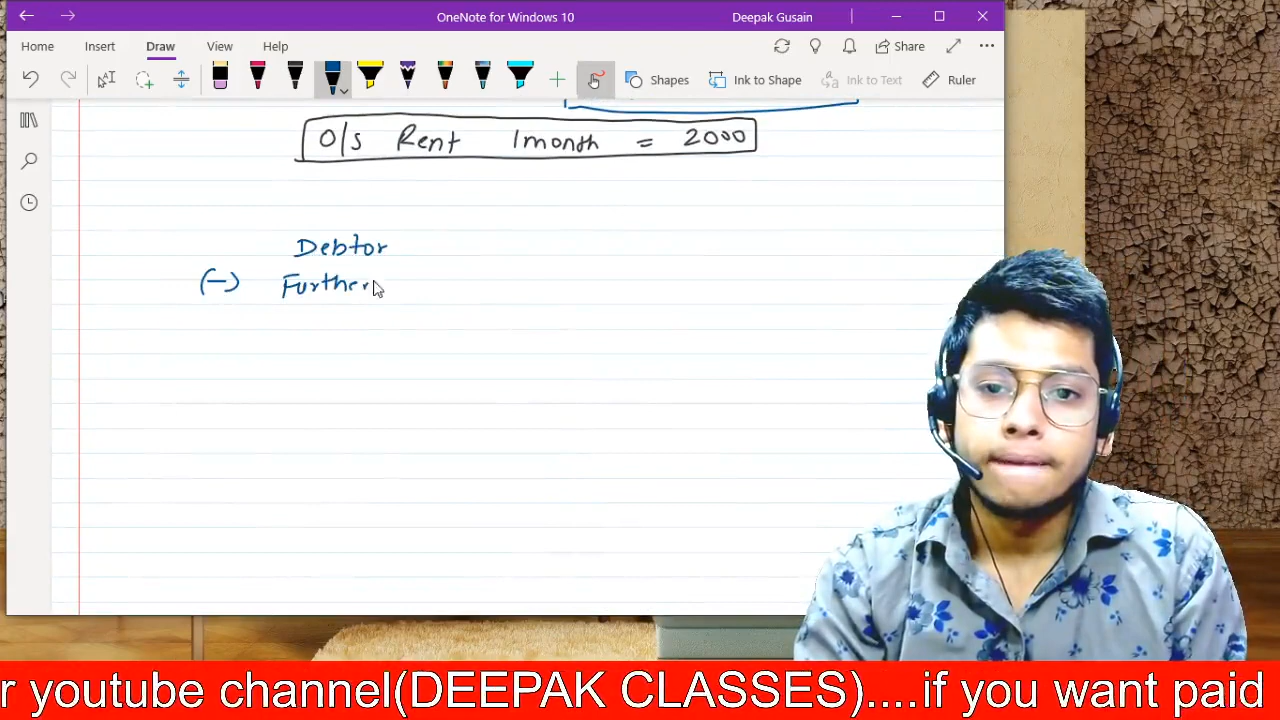 OneNote for Windows 10
Deepak Gusain
Home Insert Draw View Help
Share
Shapes Ink to Shape Ink to Text Ruler
O/s Rent 1month = 2000
Debtor
(-) Further
r youtube channel(DEEPAK CLASSES)....if you want paid